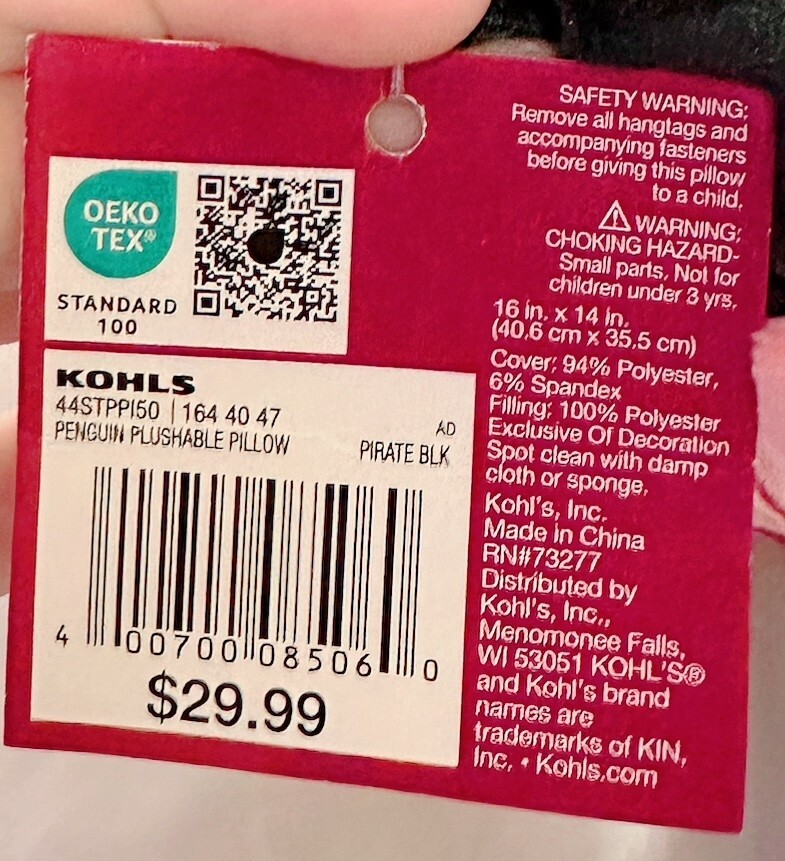 OEKO
TEX®
STANDARD
100
KOHLS
44STPPI50 | 164 40 47
AD
PENGUIN PLUSHABLE PILLOW
PIRATE BLK
4 00700 08506 0
$29.99
SAFETY WARNING:
Remove all hangtags and
accompanying fasteners
before giving this pillow
to a child.
⚠ WARNING:
CHOKING HAZARD-
Small parts. Not for
children under 3 yrs.
16 in. x 14 in.
(40.6 cm x 35.5 cm)
Cover: 94% Polyester,
6% Spandex
Filling: 100% Polyester
Exclusive Of Decoration
Spot clean with damp
cloth or sponge.
Kohl's, Inc.
Made in China
RN#73277
Distributed by
Kohl's, Inc.,
Menomonee Falls,
WI 53051 KOHL'S®
and Kohl's brand
names are
trademarks of KIN,
Inc. • Kohls.com